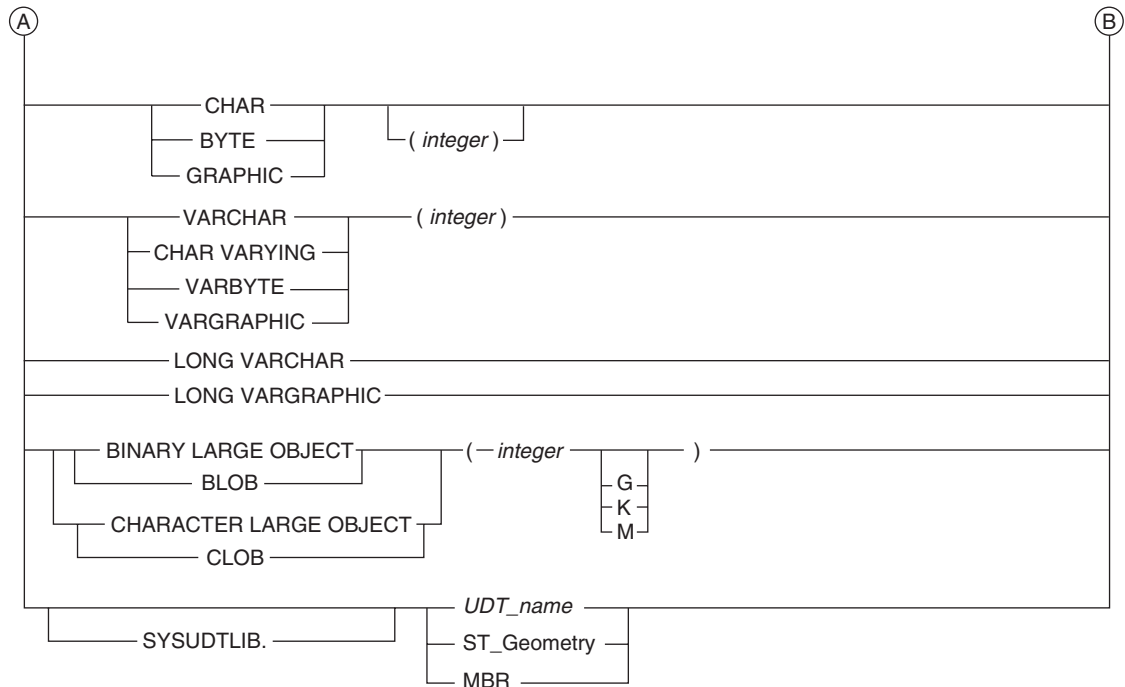 A B
CHAR
BYTE ( integer )
GRAPHIC
VARCHAR ( integer )
CHAR VARYING
VARBYTE
VARGRAPHIC
LONG VARCHAR
LONG VARGRAPHIC
BINARY LARGE OBJECT ( integer )
BLOB G
K
CHARACTER LARGE OBJECT M
CLOB
UDT_name
SYSUDTLIB. ST_Geometry
MBR